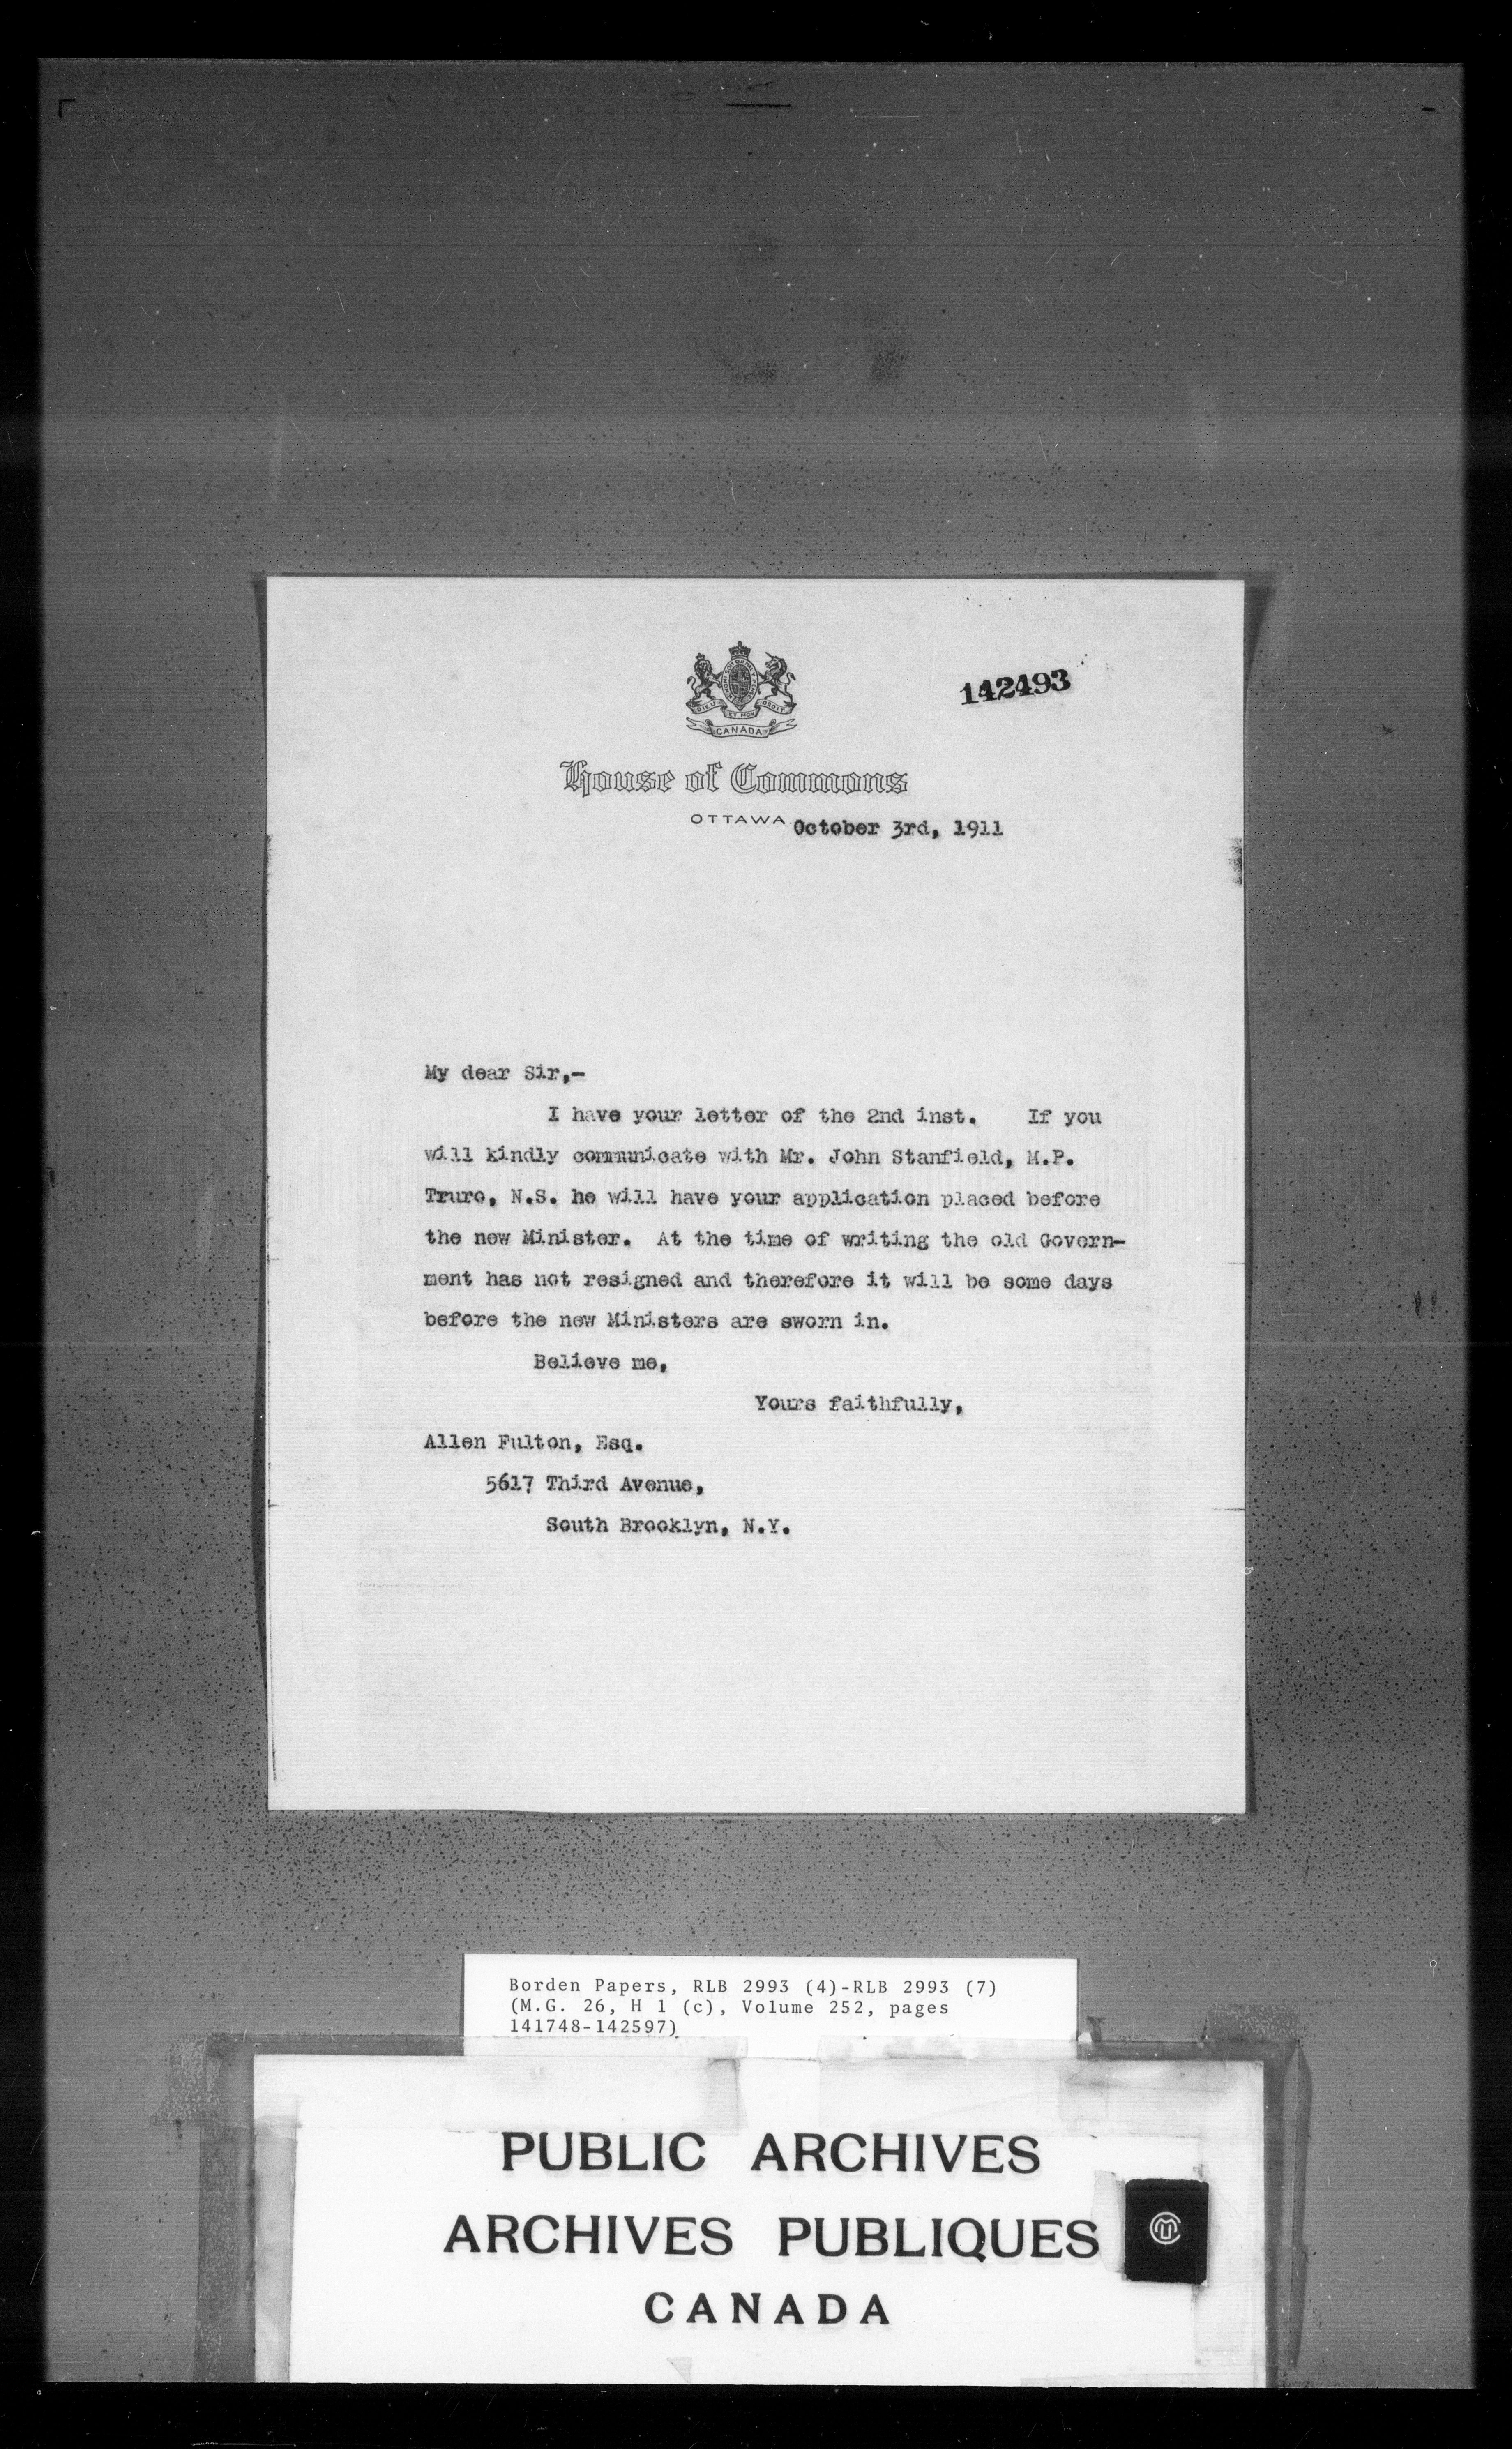 142493
DIEU ET MON DROIT
CANADA
House of Commons
OTTAWA October 3rd, 1911
My dear Sir,-
I have your letter of the 2nd inst. If you
will kindly communicate with Mr. John Stanfield, M.P.
Truro, N.S. he will have your application placed before
the new Minister. At the time of writing the old Govern-
ment has not resigned and therefore it will be some days
before the new Ministers are sworn in.
Believe me,
Yours faithfully,
Allen Fulton, Esq.
5617 Third Avenue,
South Brooklyn, N.Y.
Borden Papers, RLB 2993 (4)-RLB 2993 (7)
(M.G. 26, H 1 (c), Volume 252, pages
141748-142597)
PUBLIC ARCHIVES
ARCHIVES PUBLIQUES
CANADA